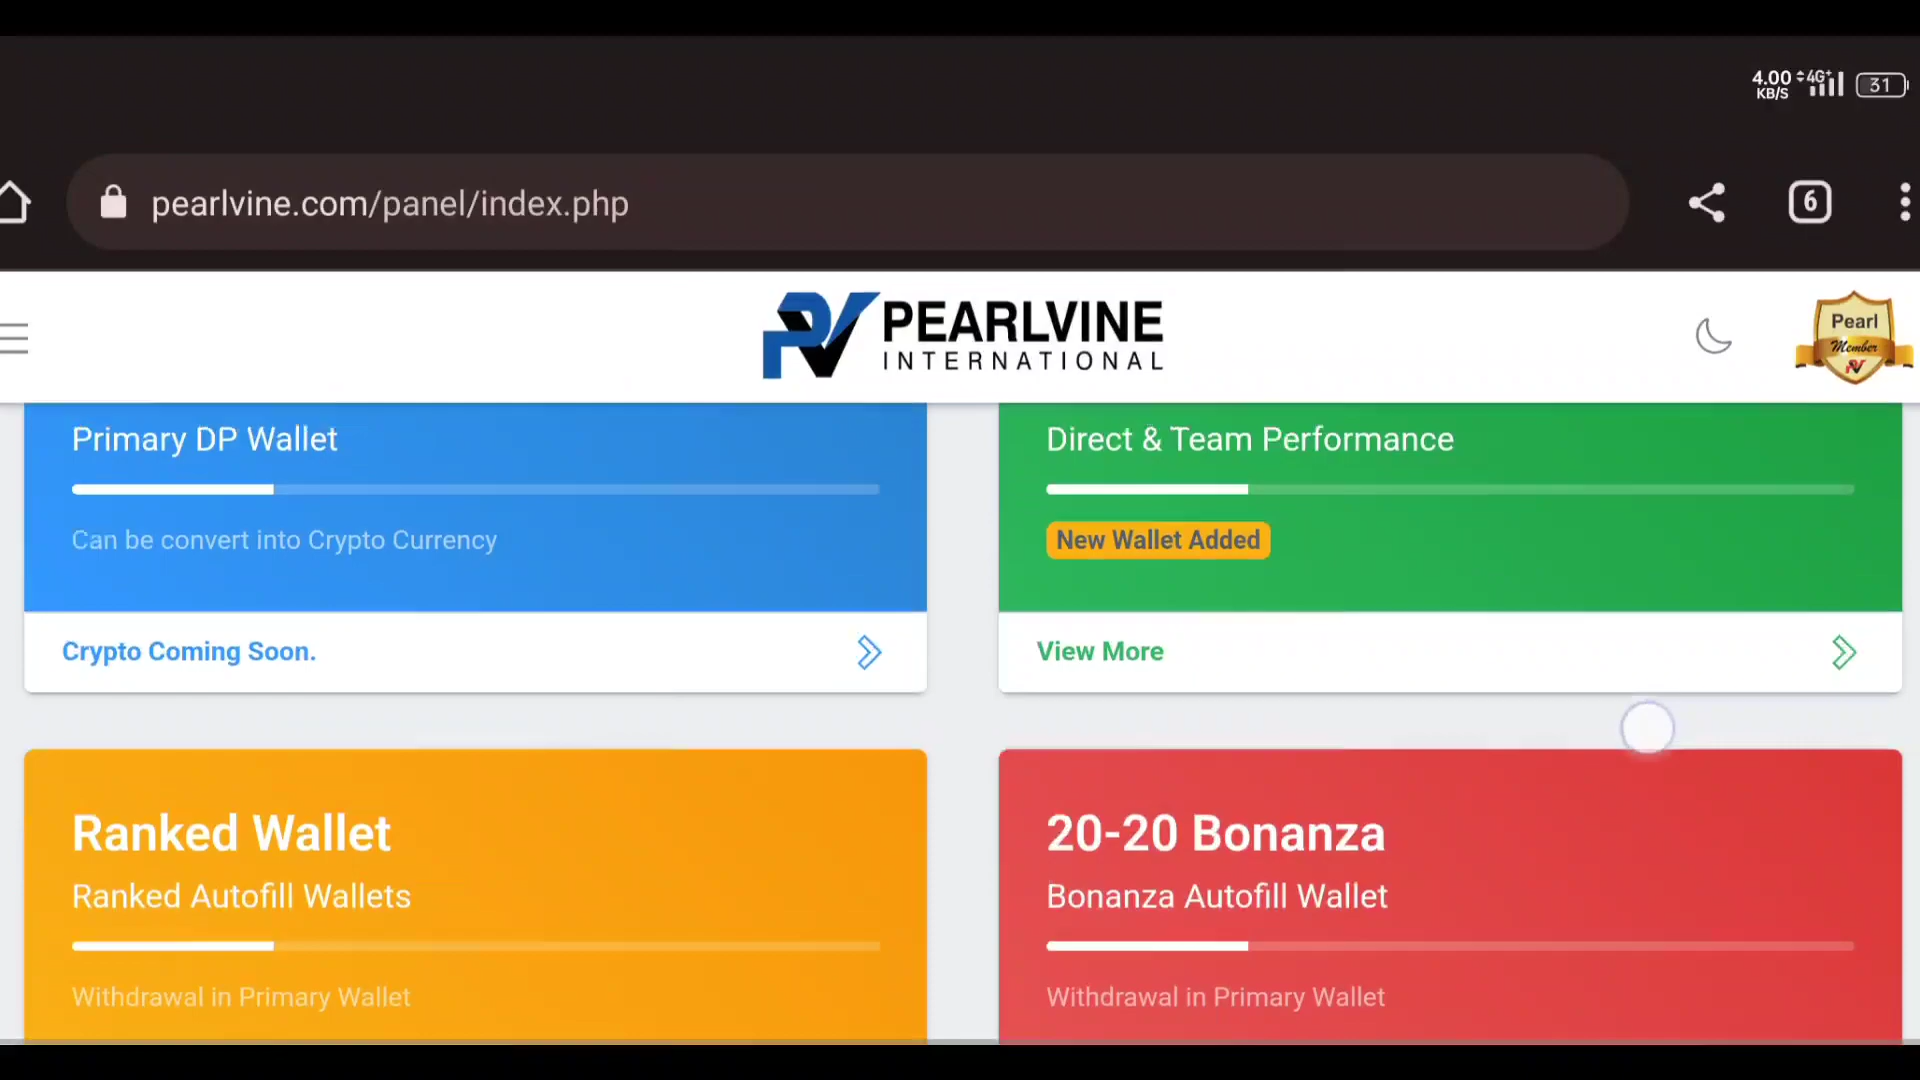 4.00 4G+ 31
KB/S
pearlvine.com/panel/index.php 6
PV PEARLVINE
INTERNATIONAL
Pearl
Member
PV
Primary DP Wallet
Can be convert into Crypto Currency
Crypto Coming Soon.
Direct & Team Performance
New Wallet Added
View More
Ranked Wallet
Ranked Autofill Wallets
Withdrawal in Primary Wallet
20-20 Bonanza
Bonanza Autofill Wallet
Withdrawal in Primary Wallet